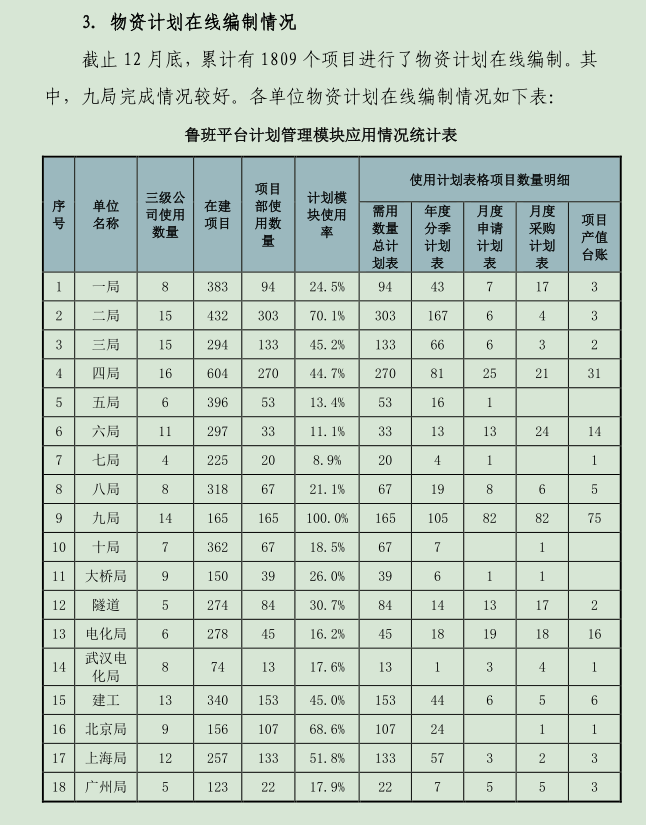 3. 物资计划在线编制情况
截止 12 月底，累计有 1809 个项目进行了物资计划在线编制。其
中，九局完成情况较好。各单位物资计划在线编制情况如下表：
鲁班平台计划管理模块应用情况统计表
序号 单位名称 三级公司使用数量 在建项目 项目部使用数量 计划模块使用率 使用计划表格项目数量明细
需用数量总计划表 年度分季计划表 月度申请计划表 月度采购计划表 项目产值台账
1 一局 8 383 94 24.5% 94 43 7 17 3
2 二局 15 432 303 70.1% 303 167 6 4 3
3 三局 15 294 133 45.2% 133 66 6 3 2
4 四局 16 604 270 44.7% 270 81 25 21 31
5 五局 6 396 53 13.4% 53 16 1
6 六局 11 297 33 11.1% 33 13 13 24 14
7 七局 4 225 20 8.9% 20 4 1 1
8 八局 8 318 67 21.1% 67 19 8 6 5
9 九局 14 165 165 100.0% 165 105 82 82 75
10 十局 7 362 67 18.5% 67 7 1
11 大桥局 9 150 39 26.0% 39 6 1 1
12 隧道 5 274 84 30.7% 84 14 13 17 2
13 电化局 6 278 45 16.2% 45 18 19 18 16
14 武汉电化局 8 74 13 17.6% 13 1 3 4 1
15 建工 13 340 153 45.0% 153 44 6 5 6
16 北京局 9 156 107 68.6% 107 24 1 1
17 上海局 12 257 133 51.8% 133 57 3 2 3
18 广州局 5 123 22 17.9% 22 7 5 5 3